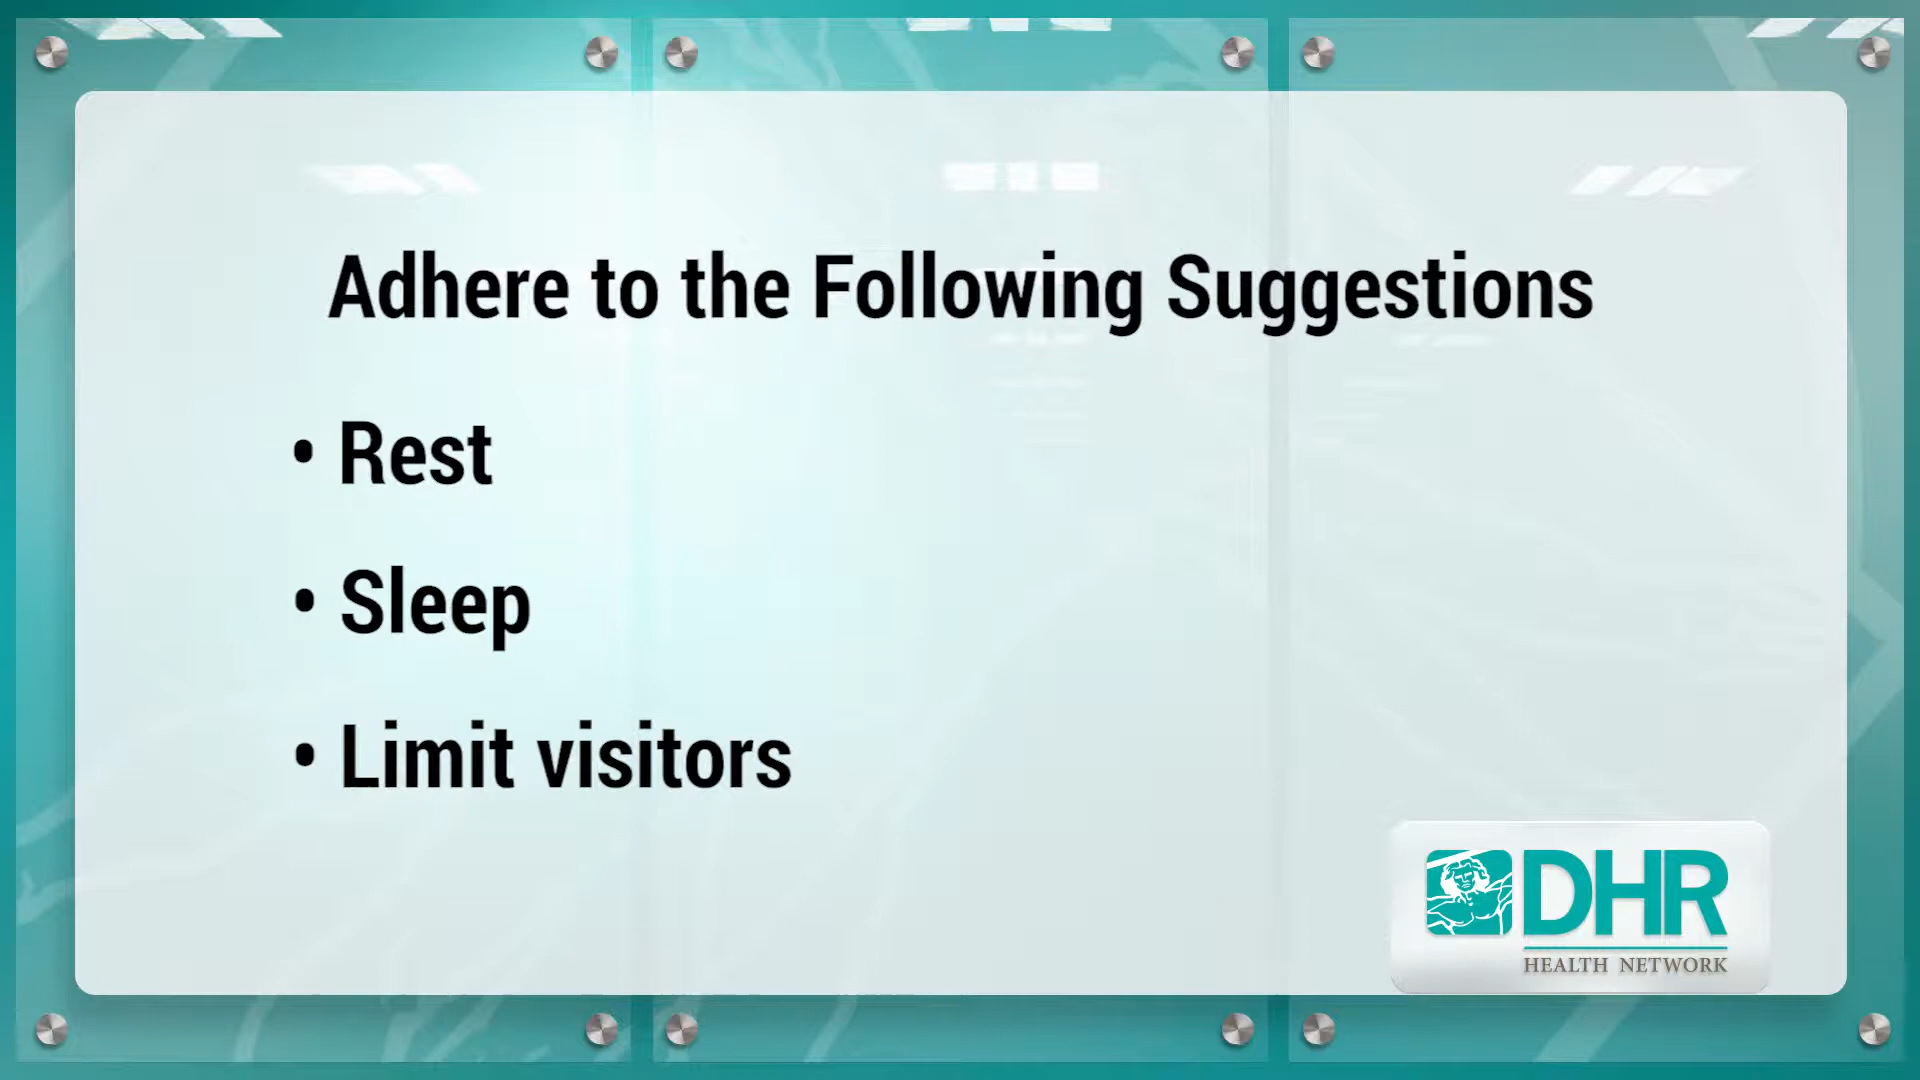 Adhere to the Following Suggestions
• Rest
• Sleep
• Limit visitors
DHR
HEALTH NETWORK